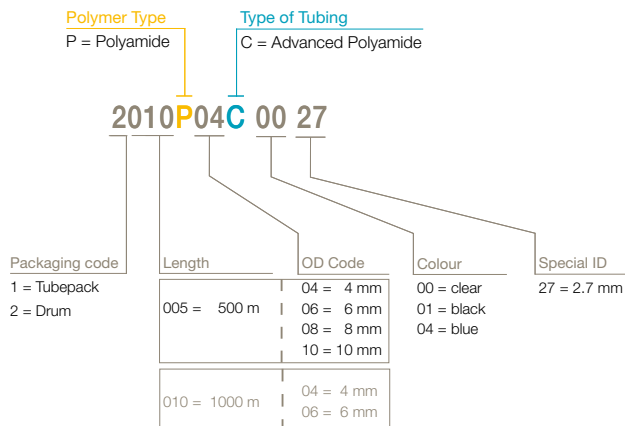 Polymer Type
P = Polyamide
Type of Tubing
C = Advanced Polyamide
2010P04C 00 27
Packaging code
1 = Tubepack
2 = Drum
Length
005 = 500 m
010 = 1000 m
OD Code
04 = 4 mm
06 = 6 mm
08 = 8 mm
10 = 10 mm
04 = 4 mm
06 = 6 mm
Colour
00 = clear
01 = black
04 = blue
Special ID
27 = 2.7 mm